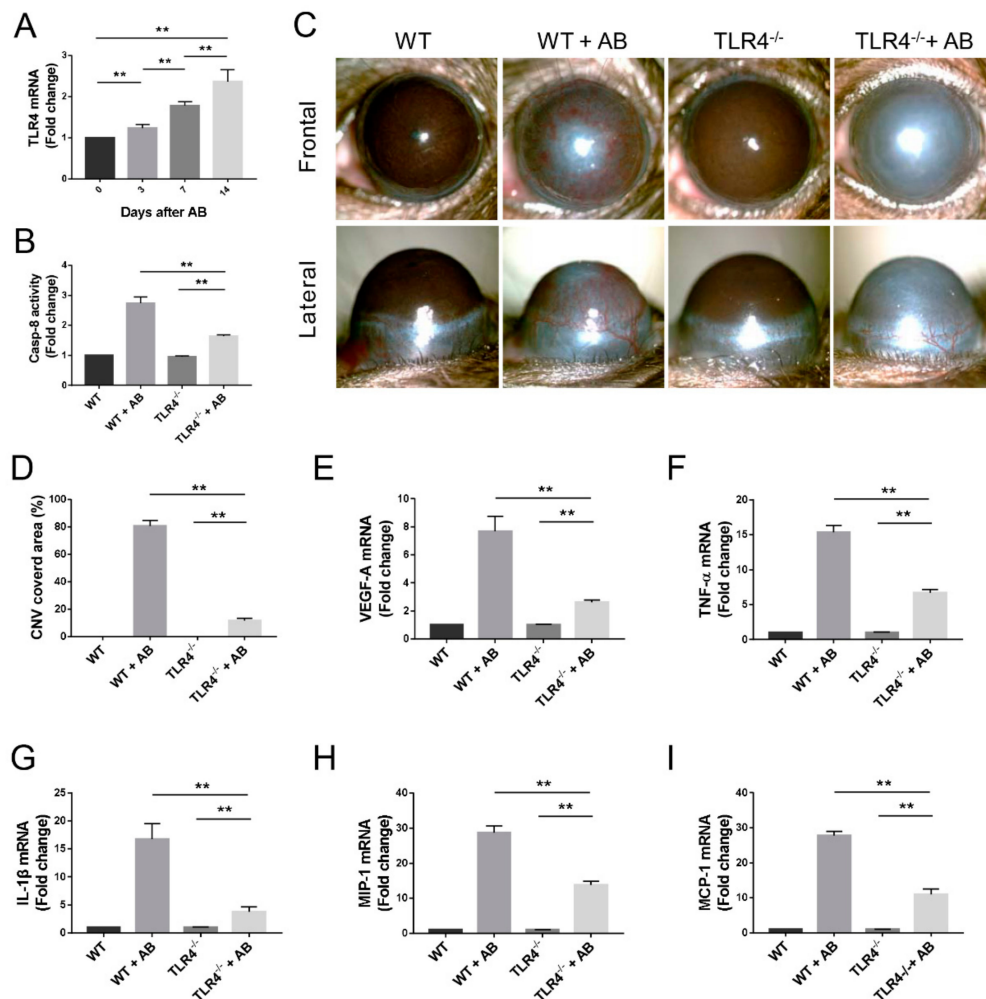 A
**
**
**
**
3
2
1
0
TLR4 mRNA
(Fold change)
0 3 7 14
Days after AB
B
**
**
4
3
2
1
0
Casp-8 activity
(Fold change)
WT WT + AB TLR4-/- TLR4-/- + AB
C
WT WT + AB TLR4-/- TLR4-/-+ AB
Frontal
Lateral
D
**
**
100
80
60
40
20
0
CNV coverd area (%)
WT WT + AB TLR4-/- TLR4-/- + AB
E
**
**
10
8
6
4
2
0
VEGF-A mRNA
(Fold change)
WT WT + AB TLR4-/- TLR4-/- + AB
F
**
**
20
15
10
5
0
TNF-α mRNA
(Fold change)
WT WT + AB TLR4-/- TLR4-/- + AB
G
**
**
25
20
15
10
5
0
IL-1β mRNA
(Fold change)
WT WT + AB TLR4-/- TLR4-/- + AB
H
**
**
40
30
20
10
0
MIP-1 mRNA
(Fold change)
WT WT + AB TLR4-/- TLR4-/- + AB
I
**
**
40
30
20
10
0
MCP-1 mRNA
(Fold change)
WT WT + AB TLR4-/- TLR4-/-+ AB